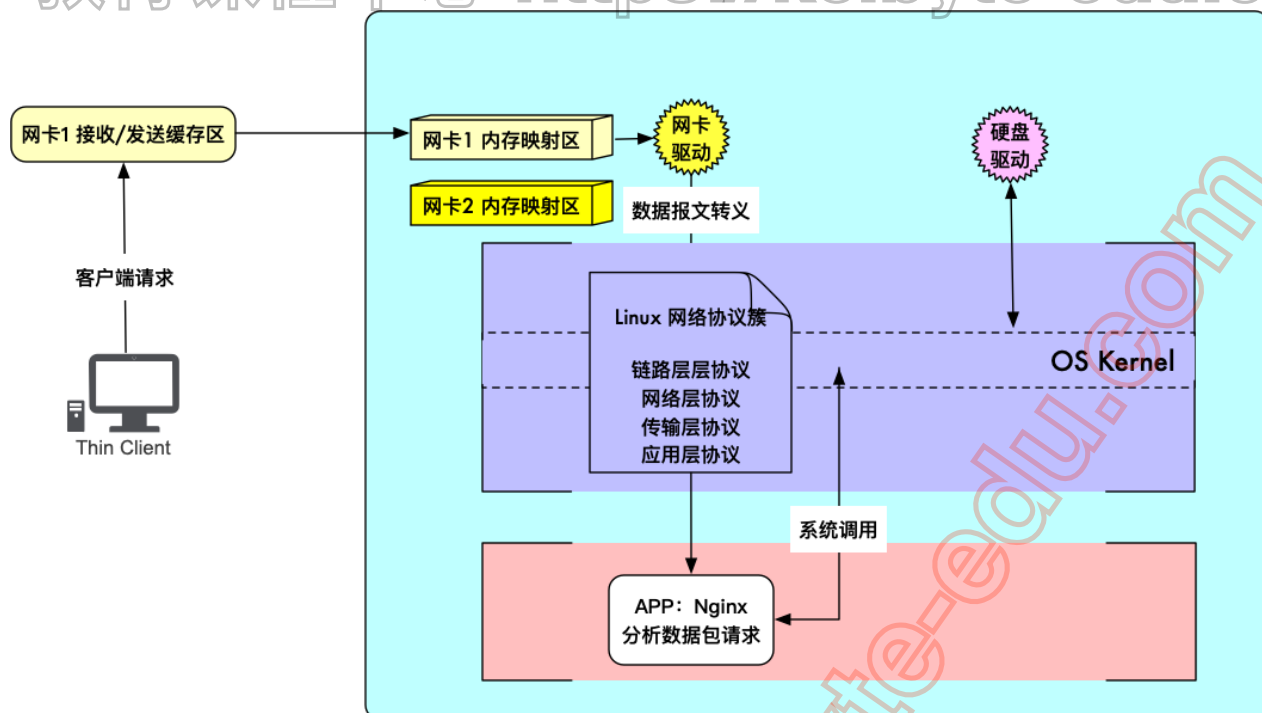 网卡1 接收/发送缓存区
网卡1 内存映射区
网卡
驱动
硬盘
驱动
网卡2 内存映射区
数据报文转义
客户端请求
Linux 网络协议簇
链路层层协议
网络层协议
传输层协议
应用层协议
OS Kernel
Thin Client
系统调用
APP：Nginx
分析数据包请求